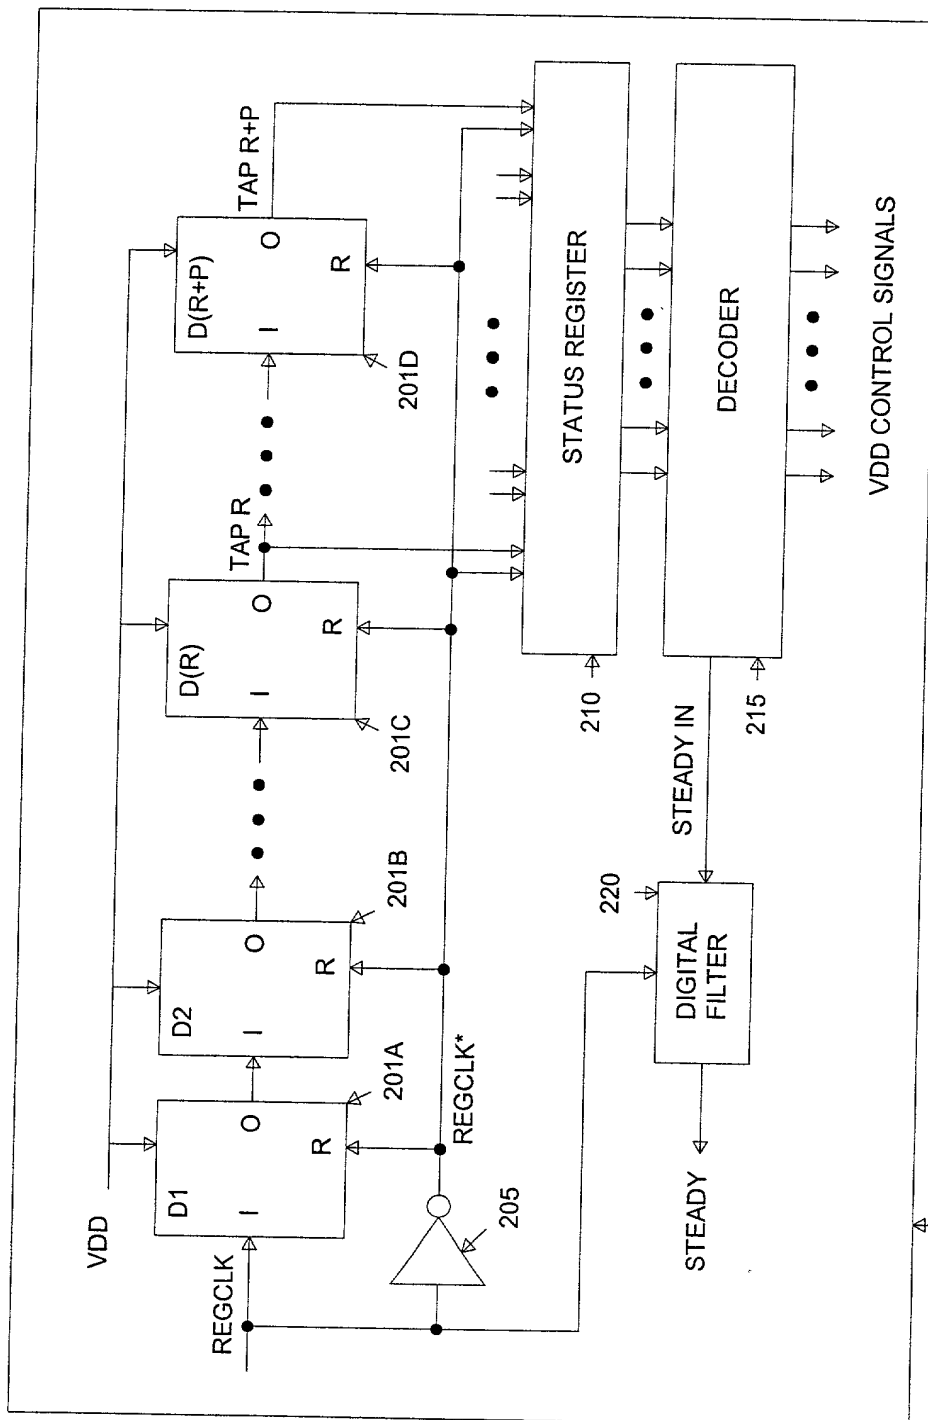 VDD
REGCLK
D1
I
O
R
201A
D2
I
O
R
201B
D(R)
I
O
R
201C
TAP R
D(R+P)
I
O
R
201D
TAP R+P
205
REGCLK*
STATUS REGISTER
210
DECODER
215
STEADY IN
220
DIGITAL
FILTER
STEADY
VDD CONTROL SIGNALS